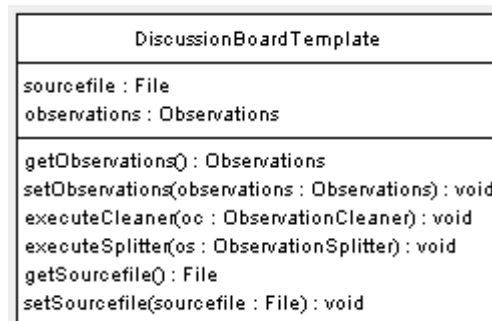 DiscussionBoardTemplate
sourcefile : File
observations : Observations
getObservations() : Observations
setObservations(observations : Observations) : void
executeCleaner(oc : ObservationCleaner) : void
executeSplitter(os : ObservationSplitter) : void
getSourcefile() : File
setSourcefile(sourcefile : File) : void